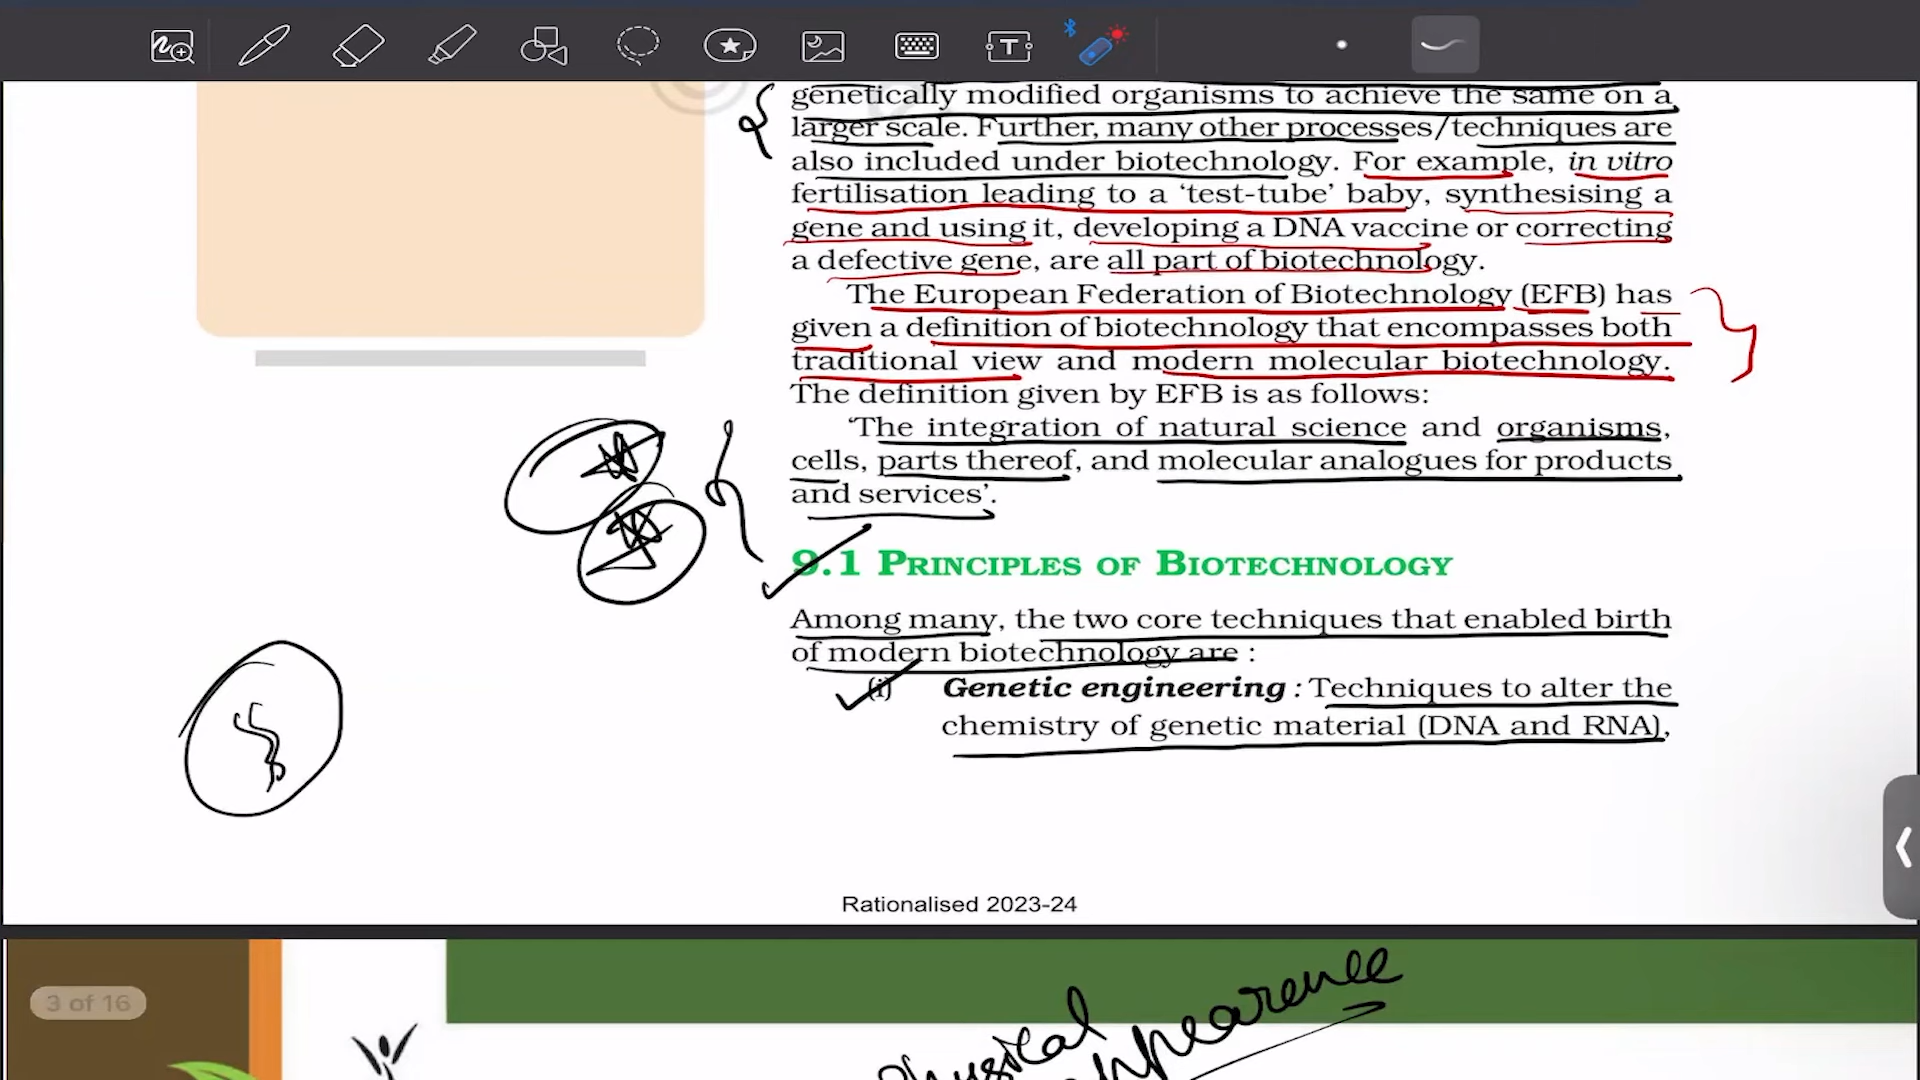 genetically modified organisms to achieve the same on a
larger scale. Further, many other processes/techniques are
also included under biotechnology. For example, in vitro
fertilisation leading to a ‘test-tube’ baby, synthesising a
gene and using it, developing a DNA vaccine or correcting
a defective gene, are all part of biotechnology.
The European Federation of Biotechnology (EFB) has
given a definition of biotechnology that encompasses both
traditional view and modern molecular biotechnology.
The definition given by EFB is as follows:
‘The integration of natural science and organisms,
cells, parts thereof, and molecular analogues for products
and services’.
9.1 PRINCIPLES OF BIOTECHNOLOGY
Among many, the two core techniques that enabled birth
of modern biotechnology are :
(i) Genetic engineering : Techniques to alter the
chemistry of genetic material (DNA and RNA),
Rationalised 2023-24
3 of 16
Physical
appearence